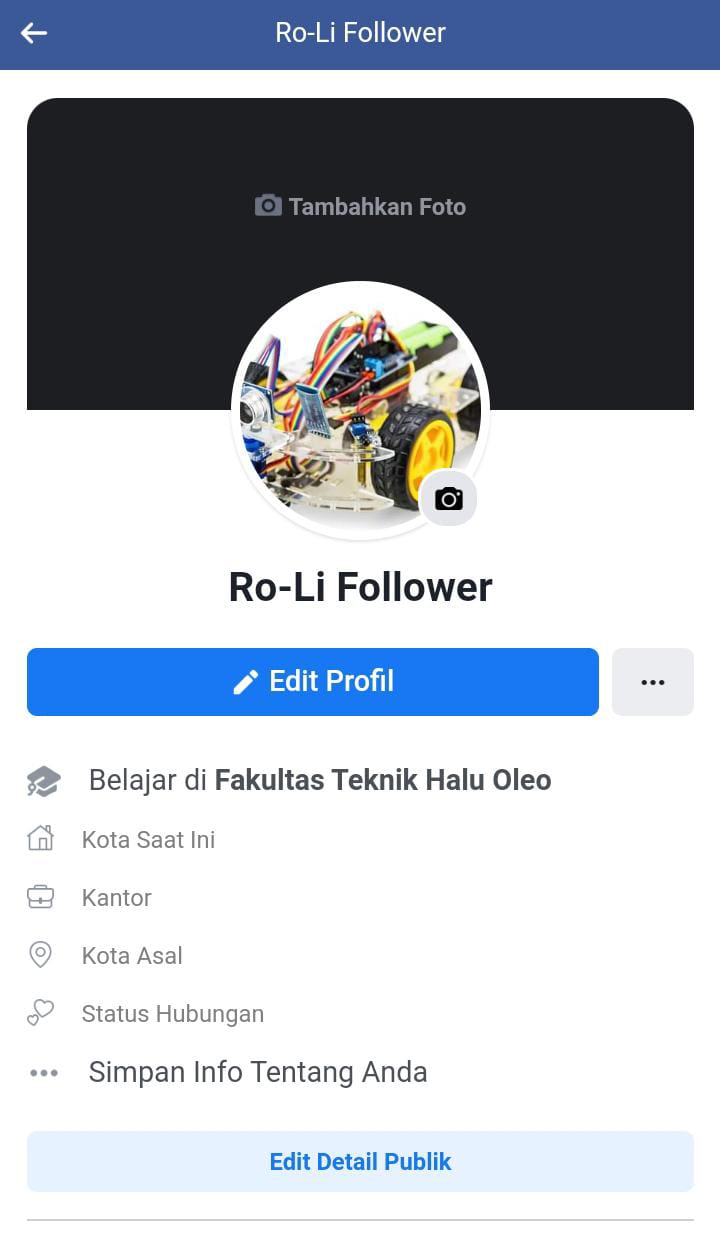 Ro-Li Follower
Tambahkan Foto
Ro-Li Follower
Edit Profil
Belajar di Fakultas Teknik Halu Oleo
Kota Saat Ini
Kantor
Kota Asal
Status Hubungan
Simpan Info Tentang Anda
Edit Detail Publik